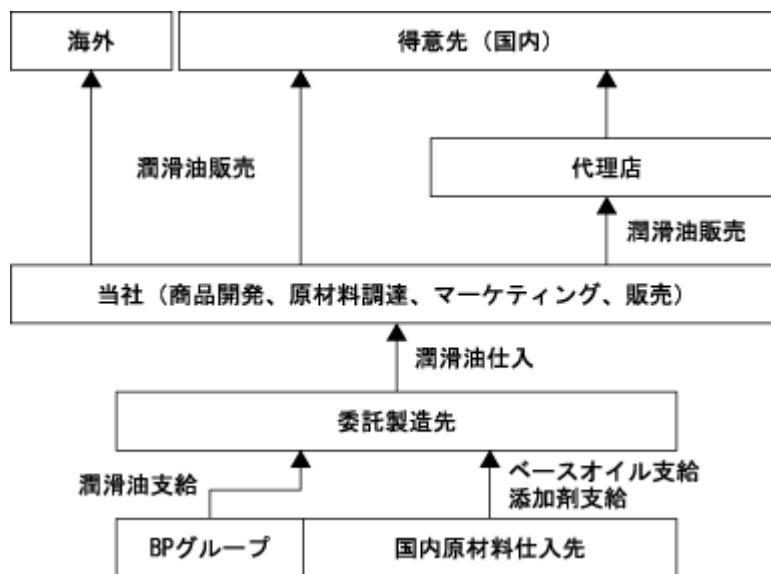 海外
得意先（国内）
潤滑油販売
代理店
潤滑油販売
当社（商品開発、原材料調達、マーケティング、販売）
潤滑油仕入
委託製造先
潤滑油支給
ベースオイル支給
添加剤支給
BPグループ
国内原材料仕入先